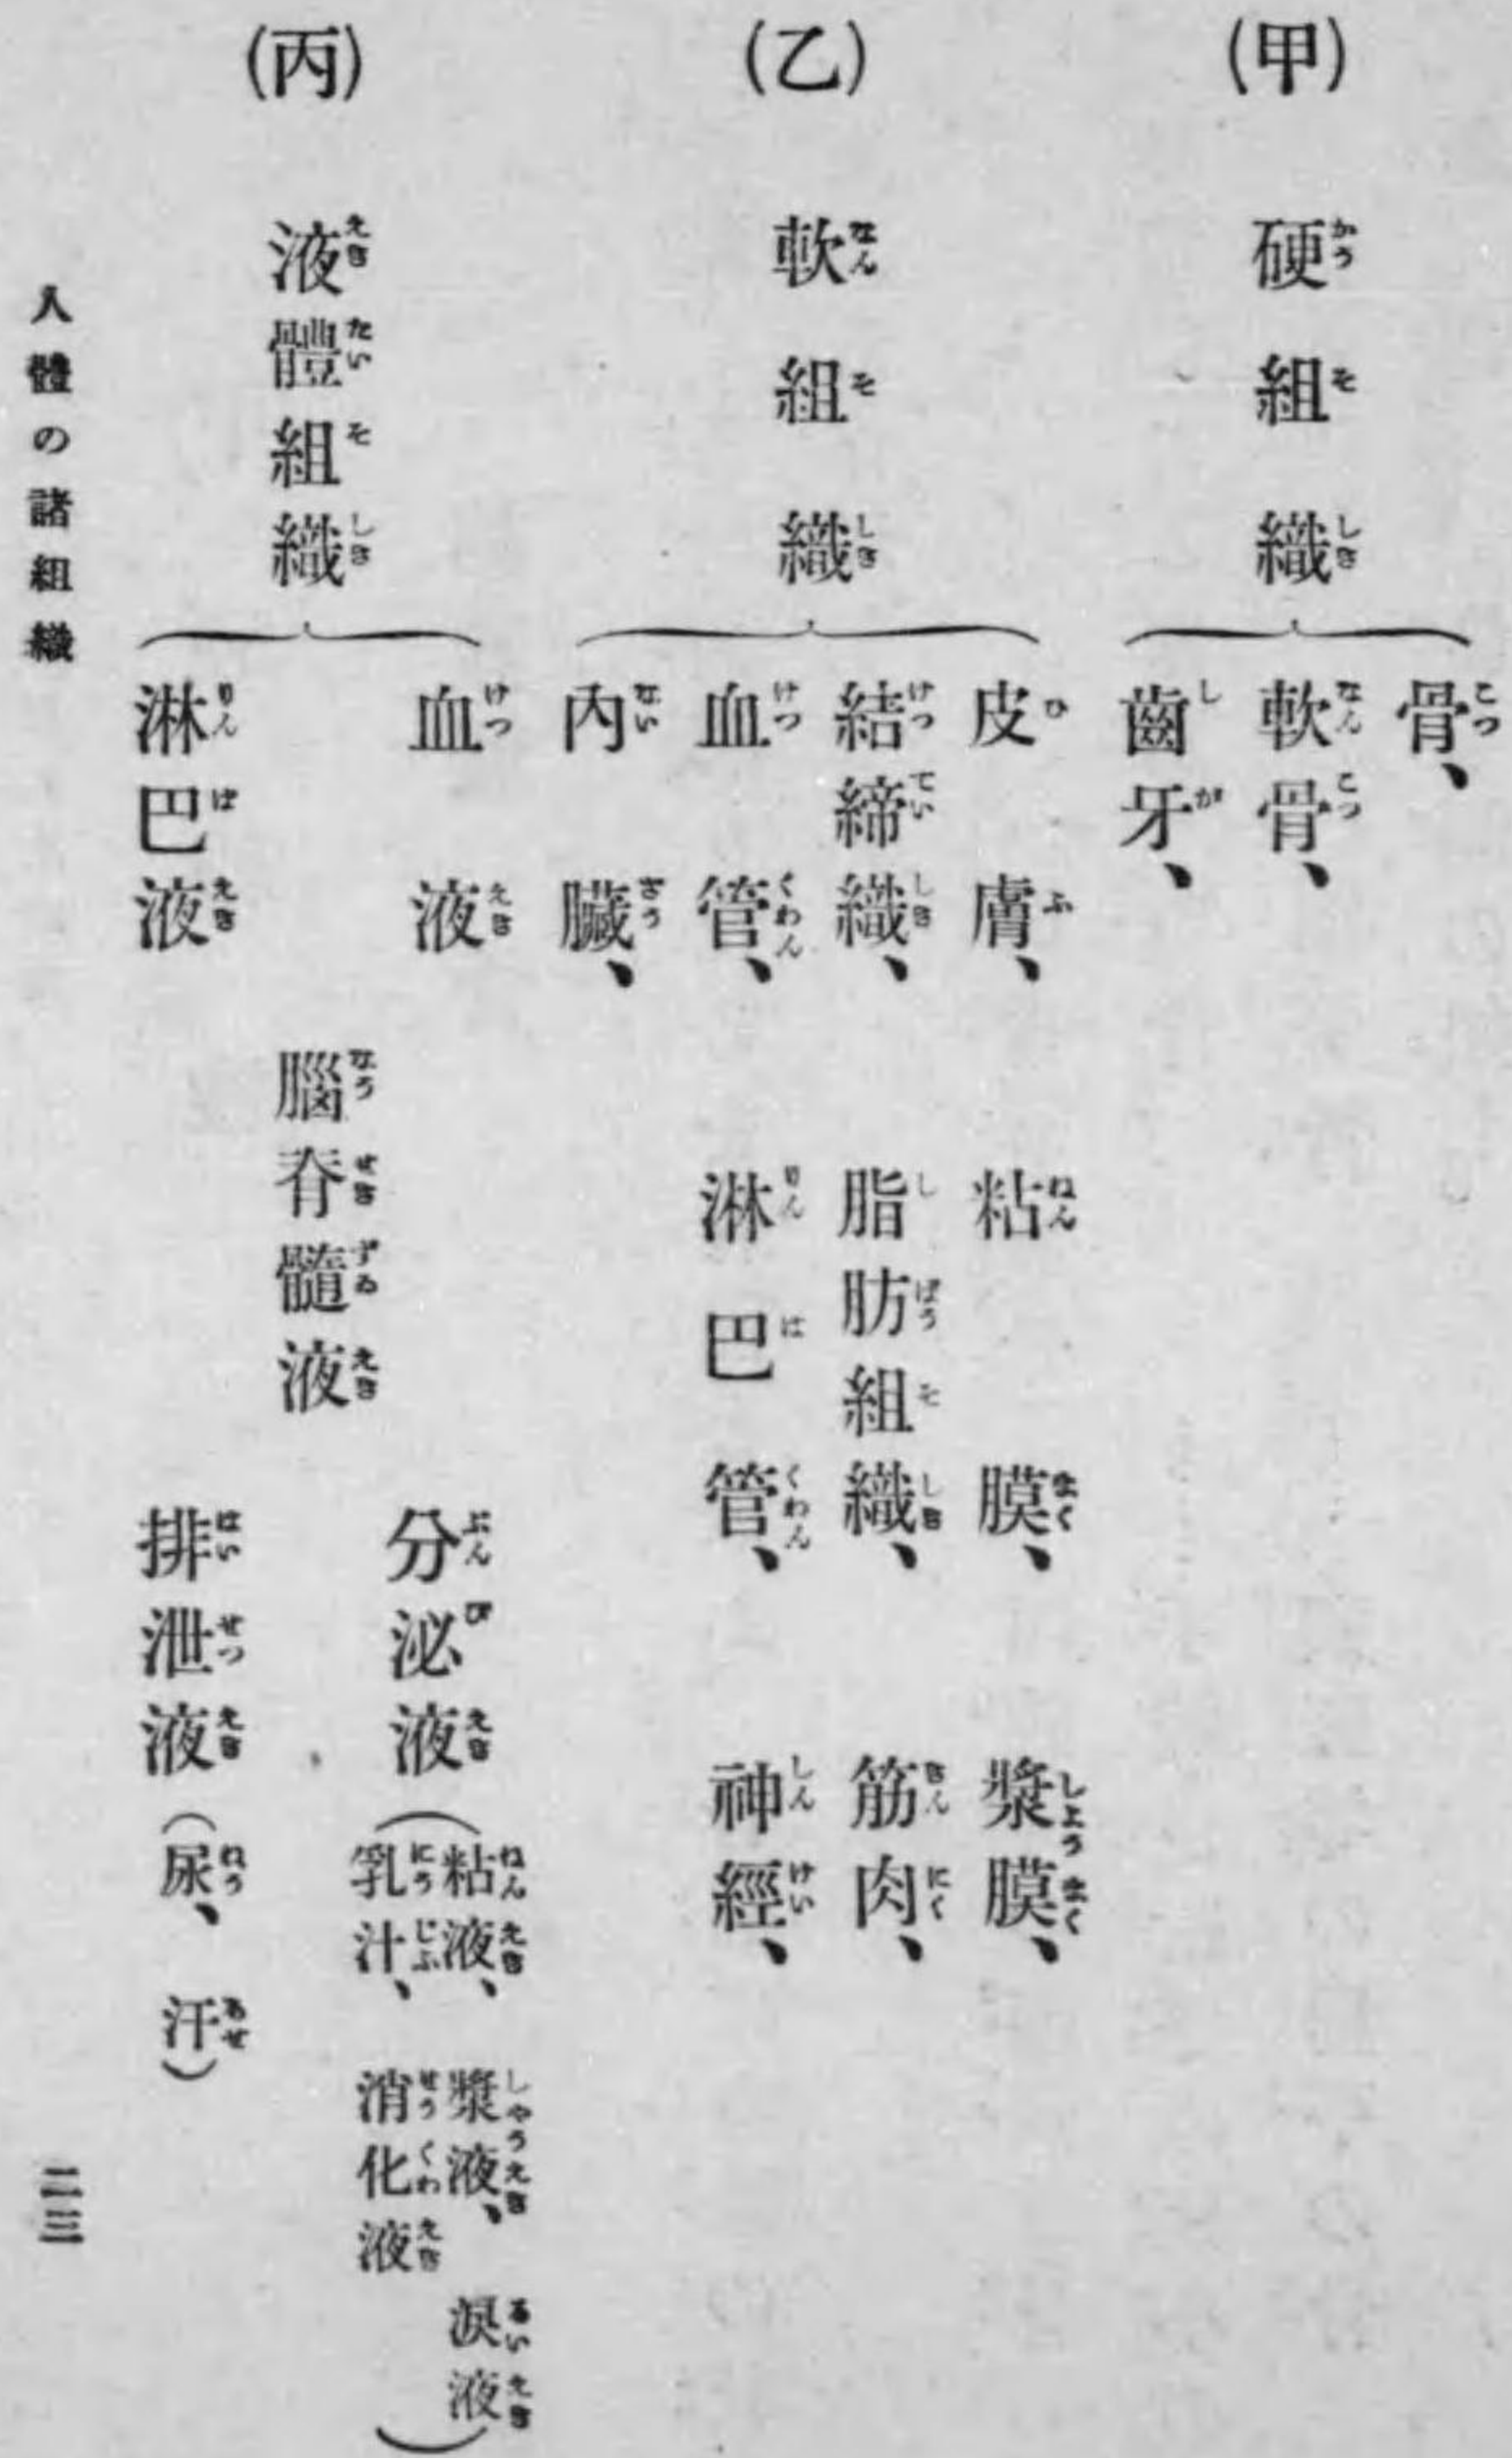 (甲) 硬組織
骨、
軟骨、
齒牙、
(乙) 軟組織
皮膚、 粘膜、 漿膜、
結締織、 脂肪組織、 筋肉、
血管、 淋巴管、 神經、
內臟、
(丙) 液體組織
血液 腦脊髓液 分泌液(粘液、 漿液、 淚液
乳汁、 消化液)
淋巴液 排泄液(尿、 汗)
人體の諸組織 二三